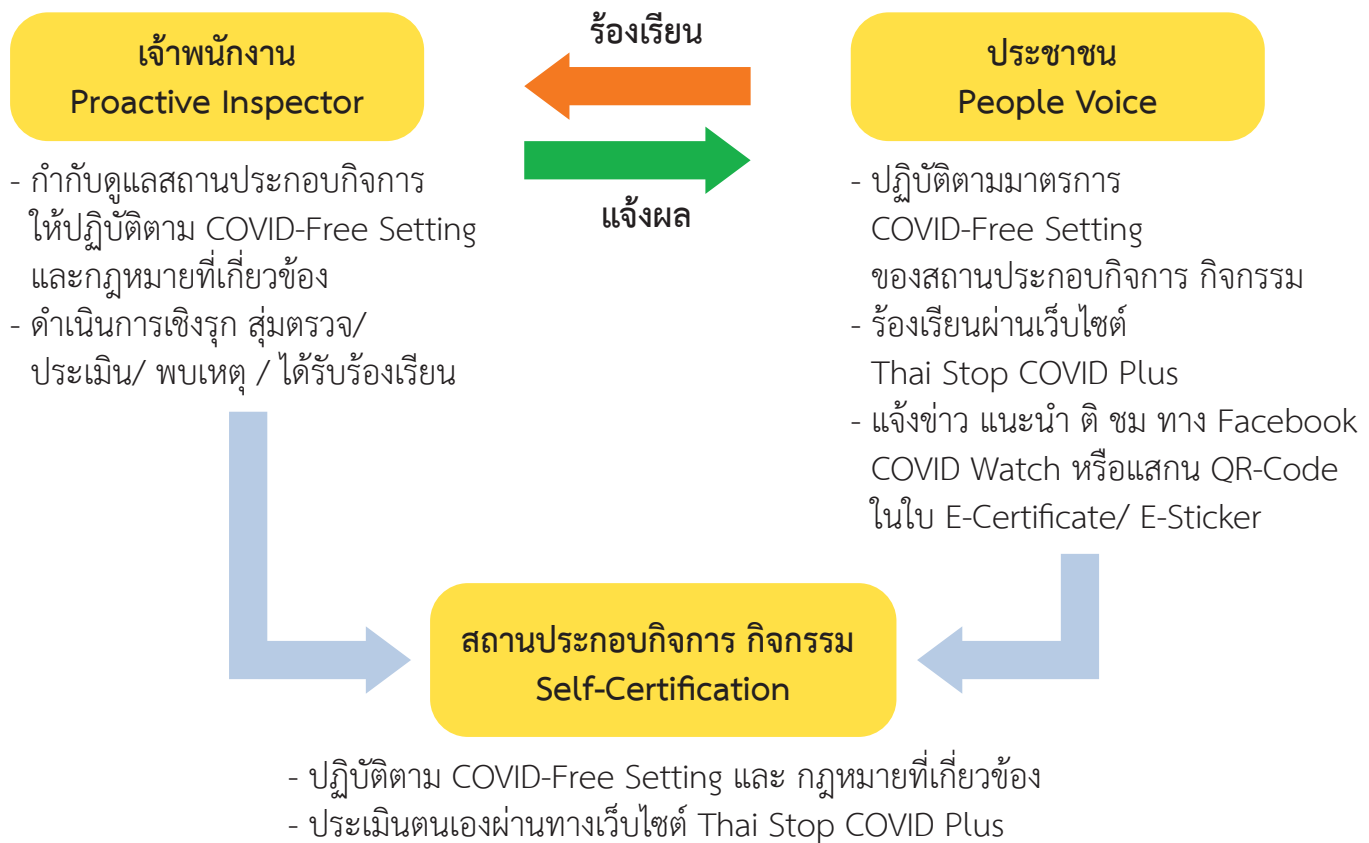 เจ้าพนักงาน
Proactive Inspector
ร้องเรียน
แจ้งผล
ประชาชน
People Voice
- กำกับดูแลสถานประกอบกิจการ
ให้ปฏิบัติตาม COVID-Free Setting
และกฎหมายที่เกี่ยวข้อง
- ดำเนินการเชิงรุก สุ่มตรวจ/
ประเมิน/ พบเหตุ / ได้รับร้องเรียน
- ปฏิบัติตามมาตรการ
COVID-Free Setting
ของสถานประกอบกิจการ กิจกรรม
- ร้องเรียนผ่านเว็บไซต์
Thai Stop COVID Plus
- แจ้งข่าว แนะนำ ติ ชม ทาง Facebook
COVID Watch หรือแสกน QR-Code
ในใบ E-Certificate/ E-Sticker
สถานประกอบกิจการ กิจกรรม
Self-Certification
- ปฏิบัติตาม COVID-Free Setting และ กฎหมายที่เกี่ยวข้อง
- ประเมินตนเองผ่านทางเว็บไซต์ Thai Stop COVID Plus